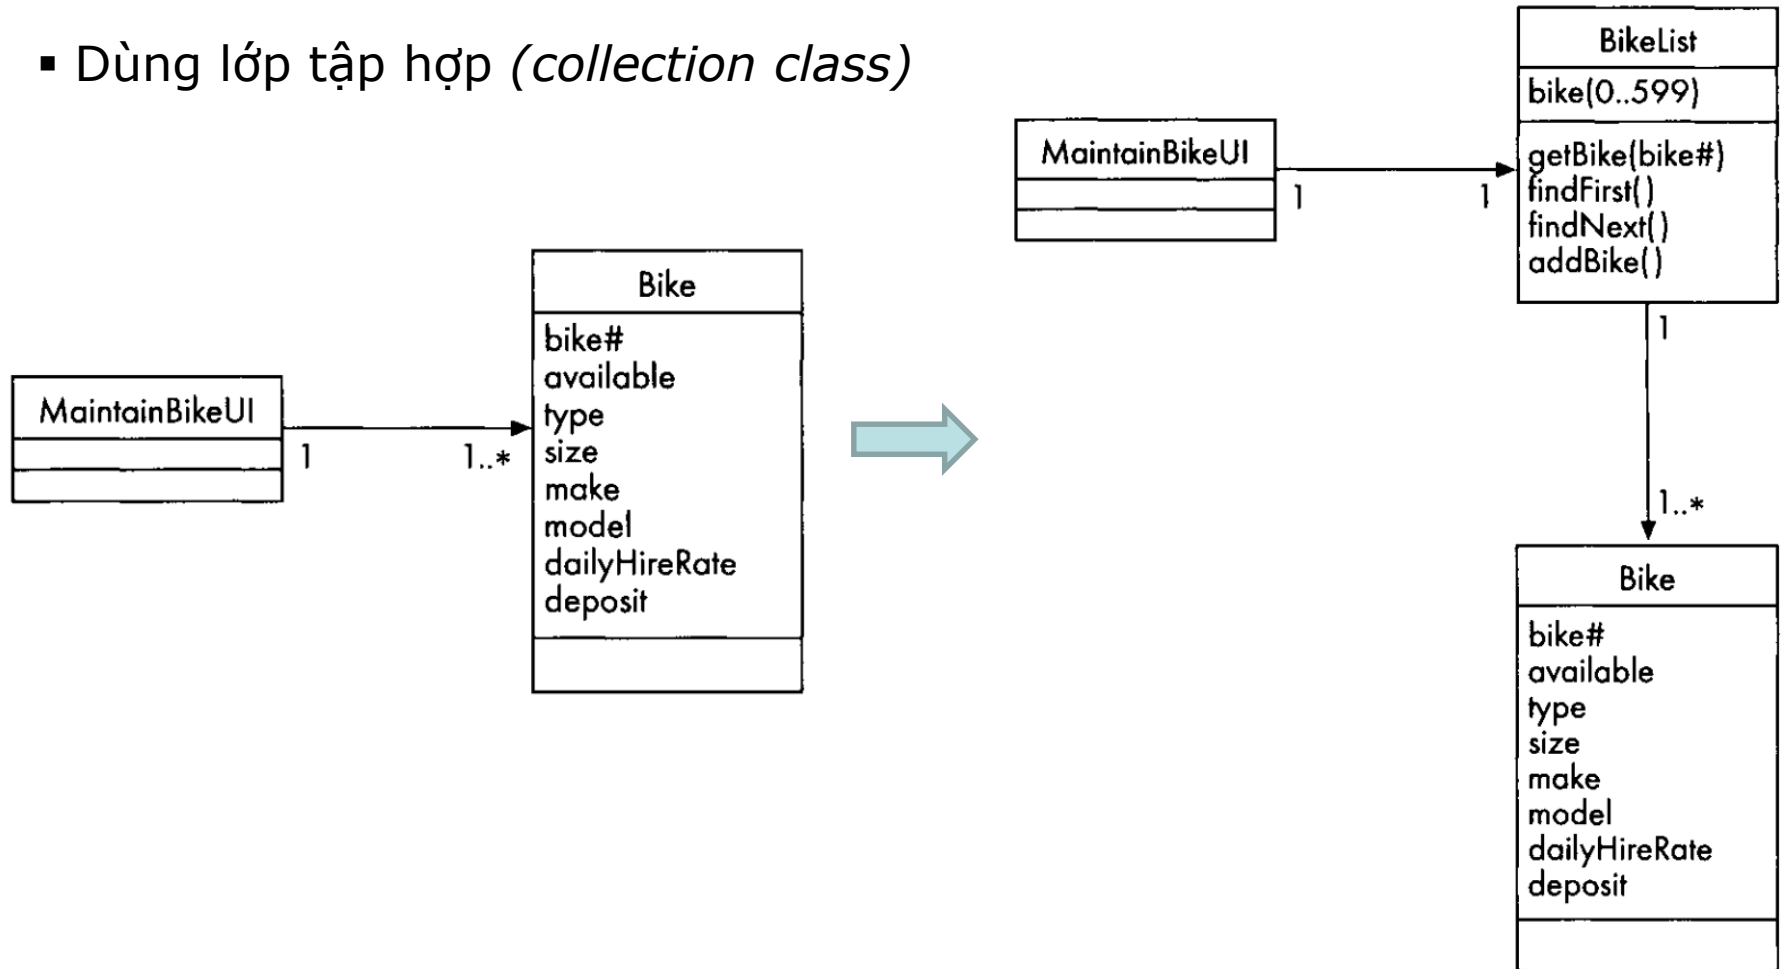 ▪ Dùng lớp tập hợp (collection class)
MaintainBikeUI
1
1..*
Bike
bike#
available
type
size
make
model
dailyHireRate
deposit
MaintainBikeUI
1
1
BikeList
bike(0..599)
getBike(bike#)
findFirst()
findNext()
addBike()
1
1..*
Bike
bike#
available
type
size
make
model
dailyHireRate
deposit